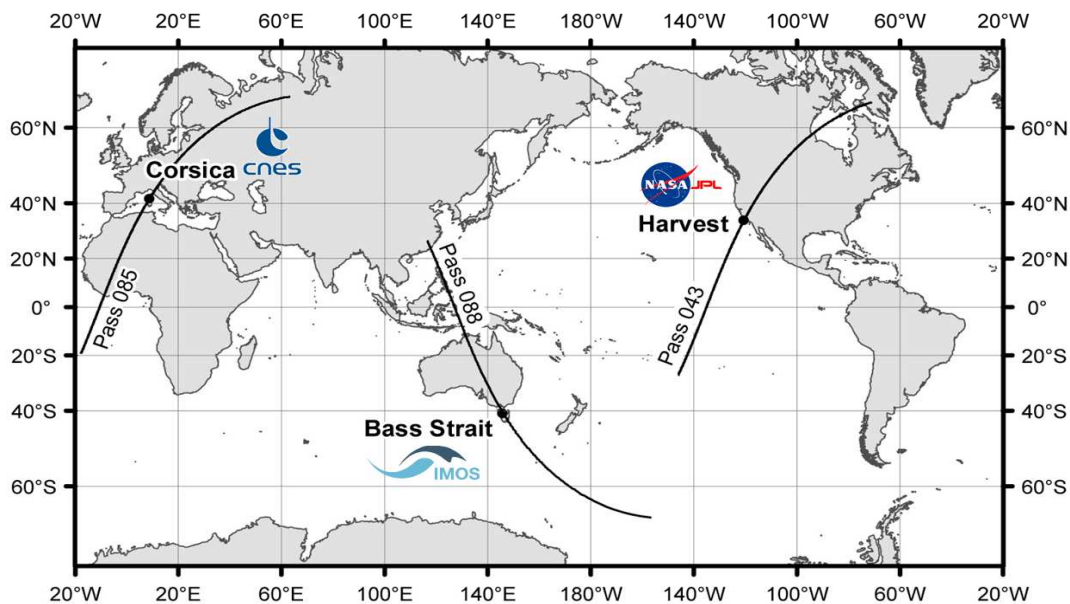 20°W 20°E 60°E 100°E 140°E 180°W 140°W 100°W 60°W 20°W
60°N 60°N
Corsica cnes
NASA JPL
40°N 40°N
Harvest
20°N 20°N
Pass 085
Pass 088
Pass 043
0° 0°
20°S 20°S
40°S 40°S
Bass Strait
IMOS
60°S 60°S
20°W 20°E 60°E 100°E 140°E 180°W 140°W 100°W 60°W 20°W